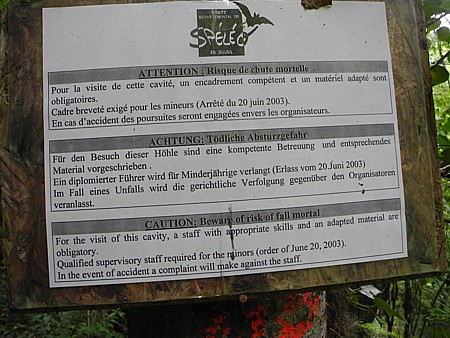 COMITE
DEPARTEMENTAL DE
SPELEO
DU DOUBS
ATTENTION : Risque de chute mortelle
Pour la visite de cette cavité, un encadrement compétent et un matériel adapté sont
obligatoires.
Cadre breveté exigé pour les mineurs (Arrêté du 20 juin 2003).
En cas d'accident des poursuites seront engagées envers les organisateurs.
ACHTUNG: Tödliche Absturzgefahr
Für den Besuch dieser Höhle sind eine kompetente Betreuung und entsprechendes
Material vorgeschrieben .
Ein diplomierter Führer wird für Minderjährige verlangt (Erlass vom 20.Juni 2003)
Im Fall eines Unfalls wird die gerichtliche Verfolgung gegenüber den Organisatoren
veranlasst.
CAUTION: Beware of risk of fall mortal
For the visit of this cavity, a staff with appropriate skills and an adapted material are
obligatory.
Qualified supervisory staff required for the minors (order of June 20, 2003).
In the event of accident a complaint will make against the staff.